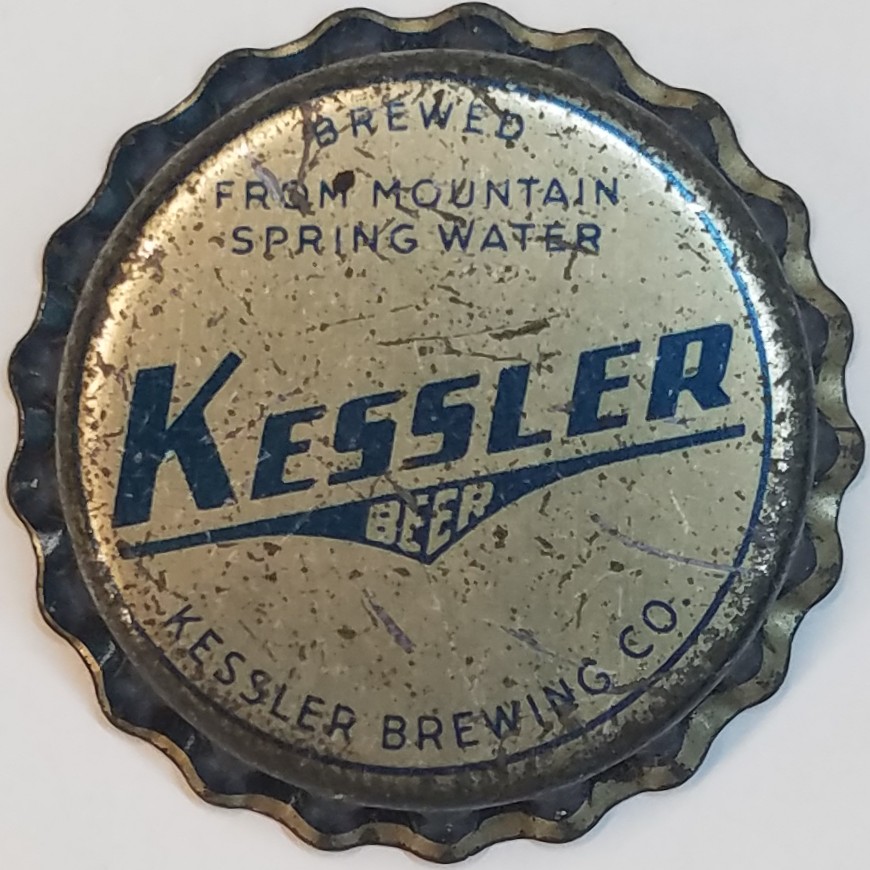 BREWED
FROM MOUNTAIN
SPRING WATER
KESSLER
BEER
KESSLER BREWING CO.